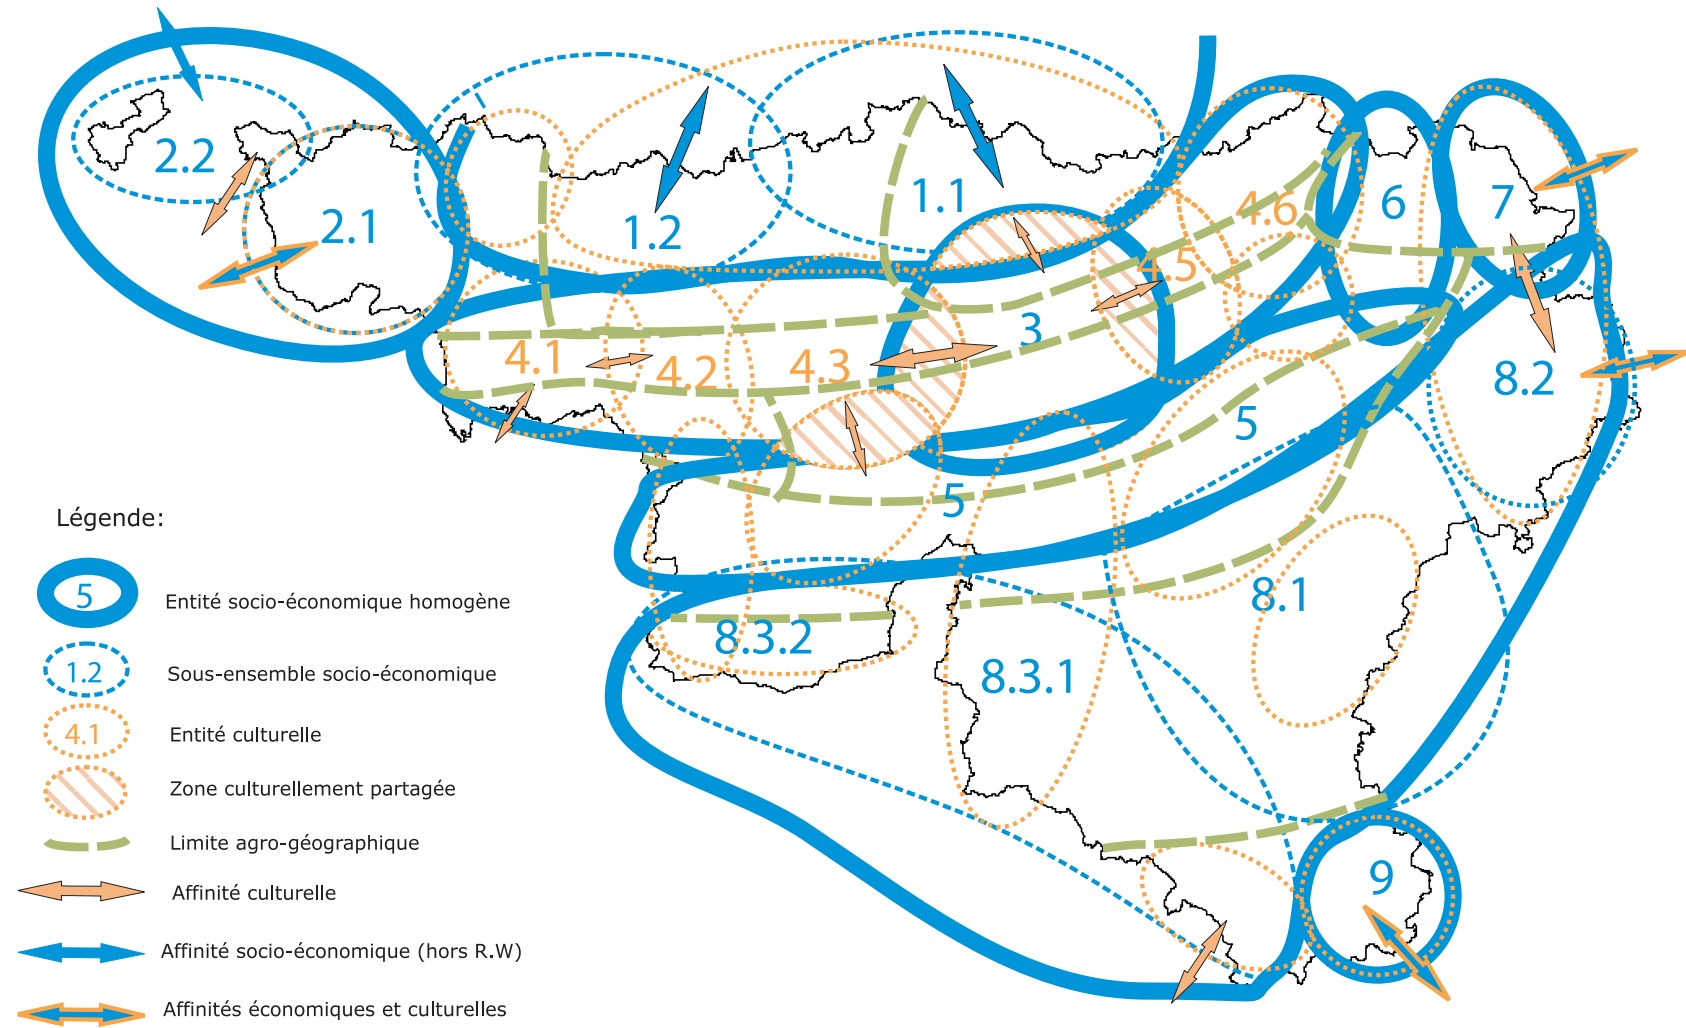 2.2
2.1
1.2
1.1
4.6
6
7
4.5
3
4.1
4.2
4.3
8.2
5
5
8.1
8.3.2
8.3.1
9
Légende:
5
Entité socio-économique homogène
1.2
Sous-ensemble socio-économique
4.1
Entité culturelle
Zone culturellement partagée
Limite agro-géographique
Affinité culturelle
Affinité socio-économique (hors R.W)
Affinités économiques et culturelles